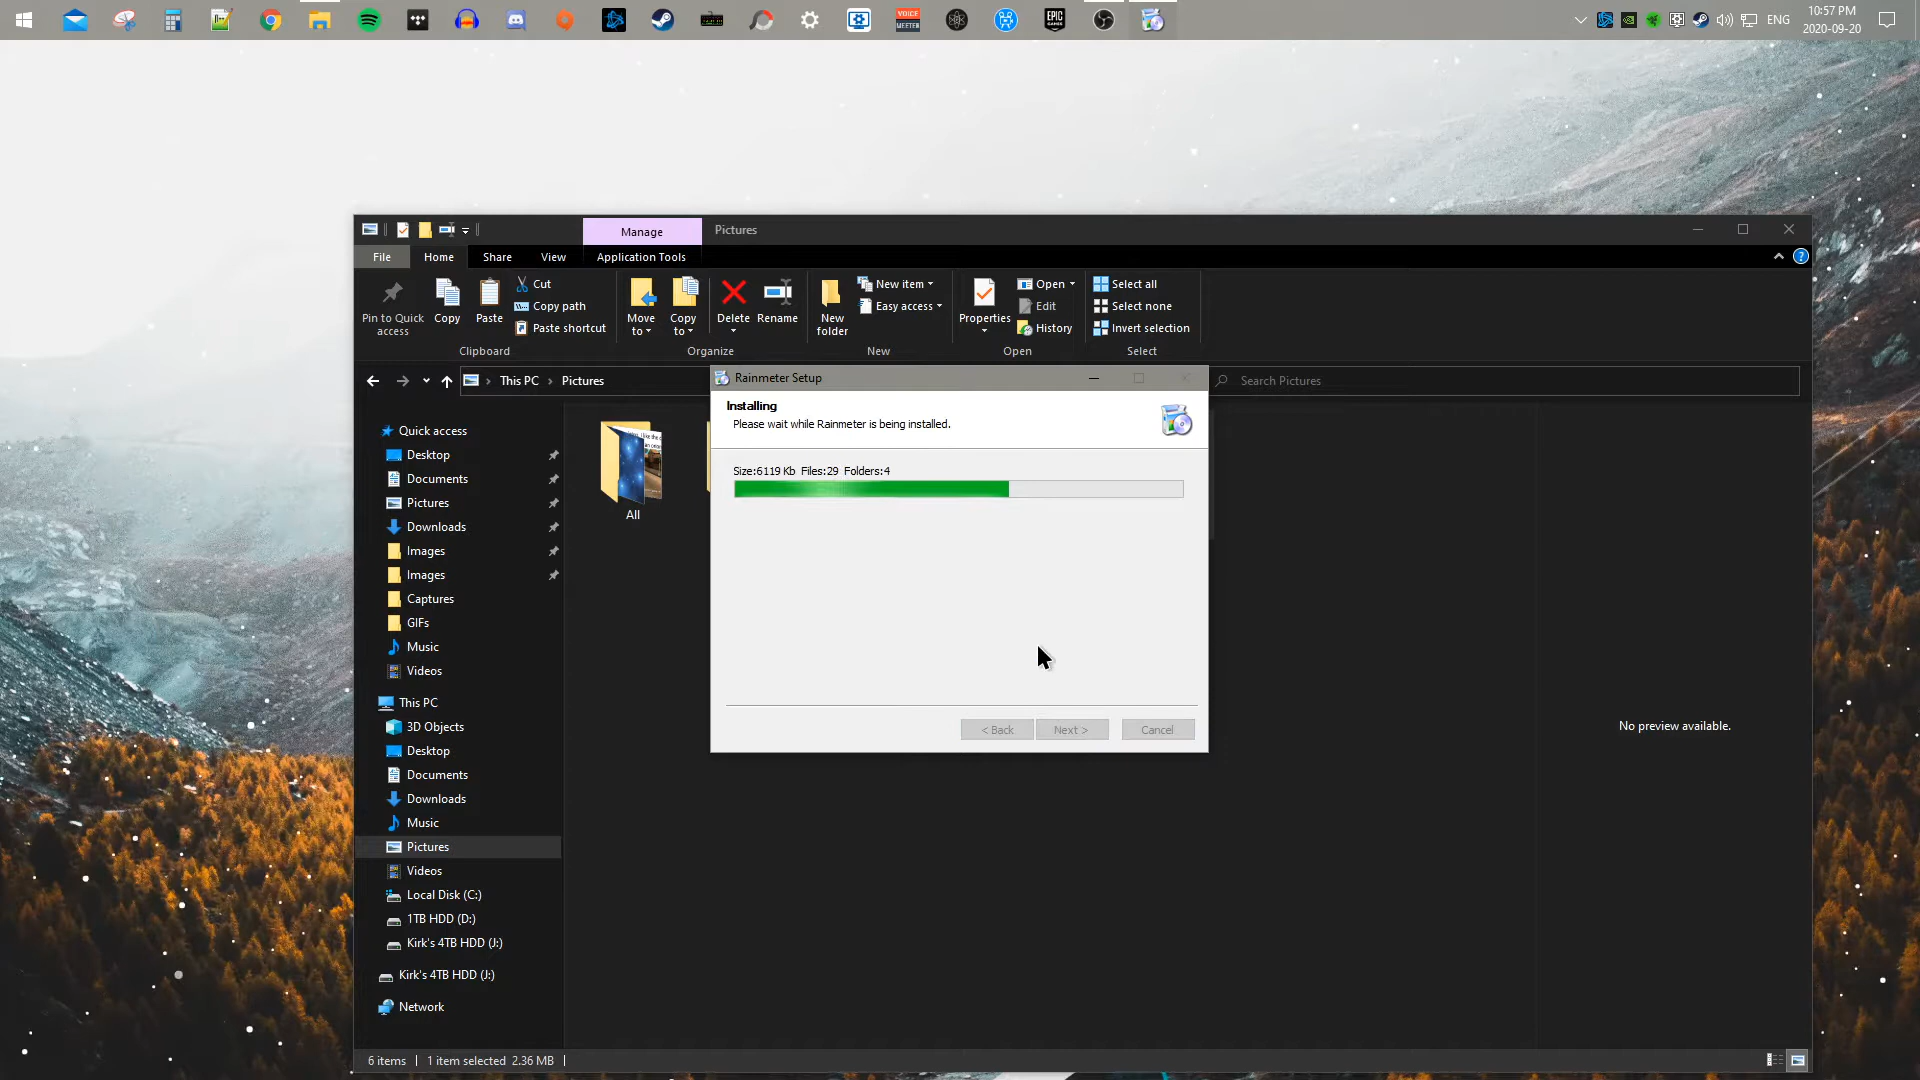 VOICE
MEETER
EPIC
GAMES
ENG
10:57 PM
2020-09-20
Manage
Pictures
File
Home
Share
View
Application Tools
Pin to Quick
access
Copy
Paste
Cut
Copy path
Paste shortcut
Clipboard
Move
to
Copy
to
Delete
Rename
Organize
New
folder
New item
Easy access
New
Properties
Open
Edit
History
Open
Select all
Select none
Invert selection
Select
This PC
Pictures
Search Pictures
Quick access
Desktop
Documents
Pictures
Downloads
Images
Images
Captures
GIFs
Music
Videos
This PC
3D Objects
Desktop
Documents
Downloads
Music
Pictures
Videos
Local Disk (C:)
1TB HDD (D:)
Kirk's 4TB HDD (J:)
Kirk's 4TB HDD (J:)
Network
All
Rainmeter Setup
Installing
Please wait while Rainmeter is being installed.
Size:6119 Kb Files:29 Folders:4
< Back
Next >
Cancel
No preview available.
6 items
1 item selected 2.36 MB